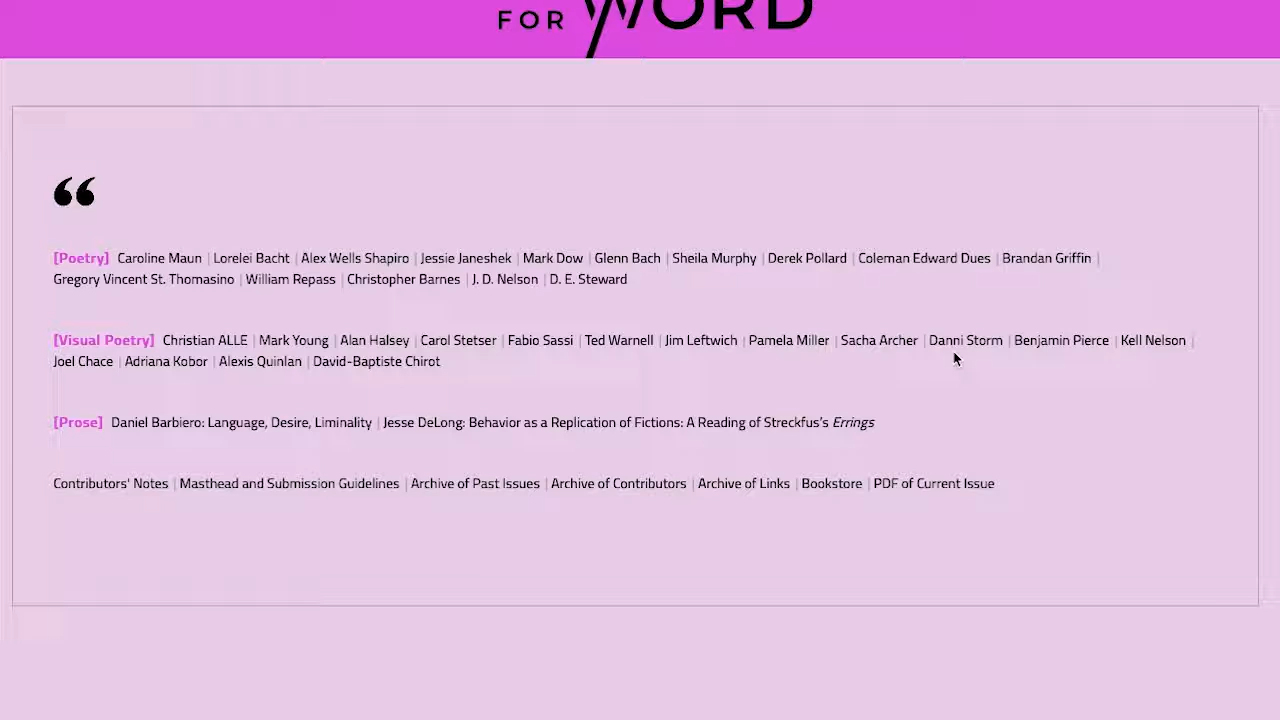 FOR WORD
“
[Poetry] Caroline Maun | Lorelei Bacht | Alex Wells Shapiro | Jessie Janeshek | Mark Dow | Glenn Bach | Sheila Murphy | Derek Pollard | Coleman Edward Dues | Brandan Griffin |
Gregory Vincent St. Thomasino | William Repass | Christopher Barnes | J. D. Nelson | D. E. Steward
[Visual Poetry] Christian ALLE | Mark Young | Alan Halsey | Carol Stetser | Fabio Sassi | Ted Warnell | Jim Leftwich | Pamela Miller | Sacha Archer | Danni Storm | Benjamin Pierce | Kell Nelson |
Joel Chace | Adriana Kobor | Alexis Quinlan | David-Baptiste Chirot
[Prose] Daniel Barbiero: Language, Desire, Liminality | Jesse DeLong: Behavior as a Replication of Fictions: A Reading of Streckfus’s Errings
Contributors' Notes | Masthead and Submission Guidelines | Archive of Past Issues | Archive of Contributors | Archive of Links | Bookstore | PDF of Current Issue